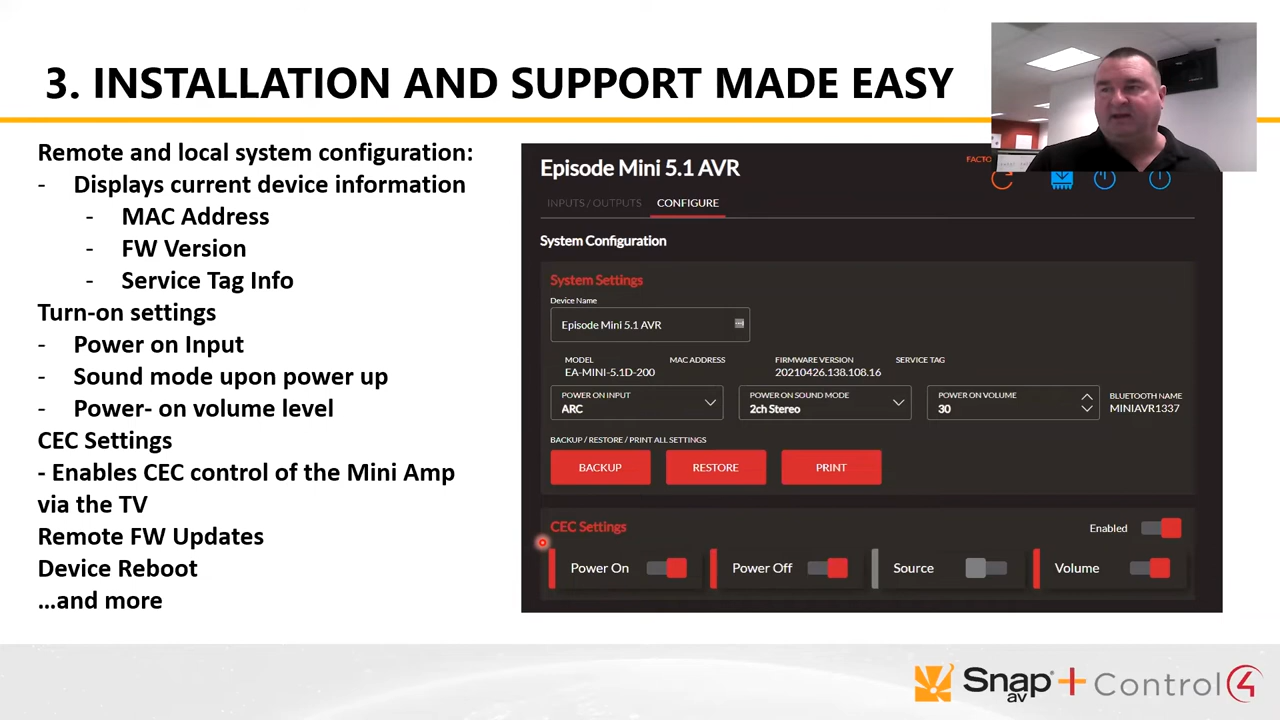 3. INSTALLATION AND SUPPORT MADE EASY
Remote and local system configuration:
- Displays current device information
- MAC Address
- FW Version
- Service Tag Info
Turn-on settings
- Power on Input
- Sound mode upon power up
- Power- on volume level
CEC Settings
- Enables CEC control of the Mini Amp
via the TV
Remote FW Updates
Device Reboot
...and more
Episode Mini 5.1 AVR
FACTO
INPUTS / OUTPUTS CONFIGURE
System Configuration
System Settings
Device Name
Episode Mini 5.1 AVR
MODEL MAC ADDRESS FIRMWARE VERSION SERVICE TAG
EA-MINI-5.1D-200 20210426.138.108.16
POWER ON INPUT POWER ON SOUND MODE POWER ON VOLUME BLUETOOTH NAME
ARC 2ch Stereo 30 MINIAVR1337
BACKUP / RESTORE / PRINT ALL SETTINGS
BACKUP RESTORE PRINT
CEC Settings Enabled
Power On Power Off Source Volume
Snap av + Control 4